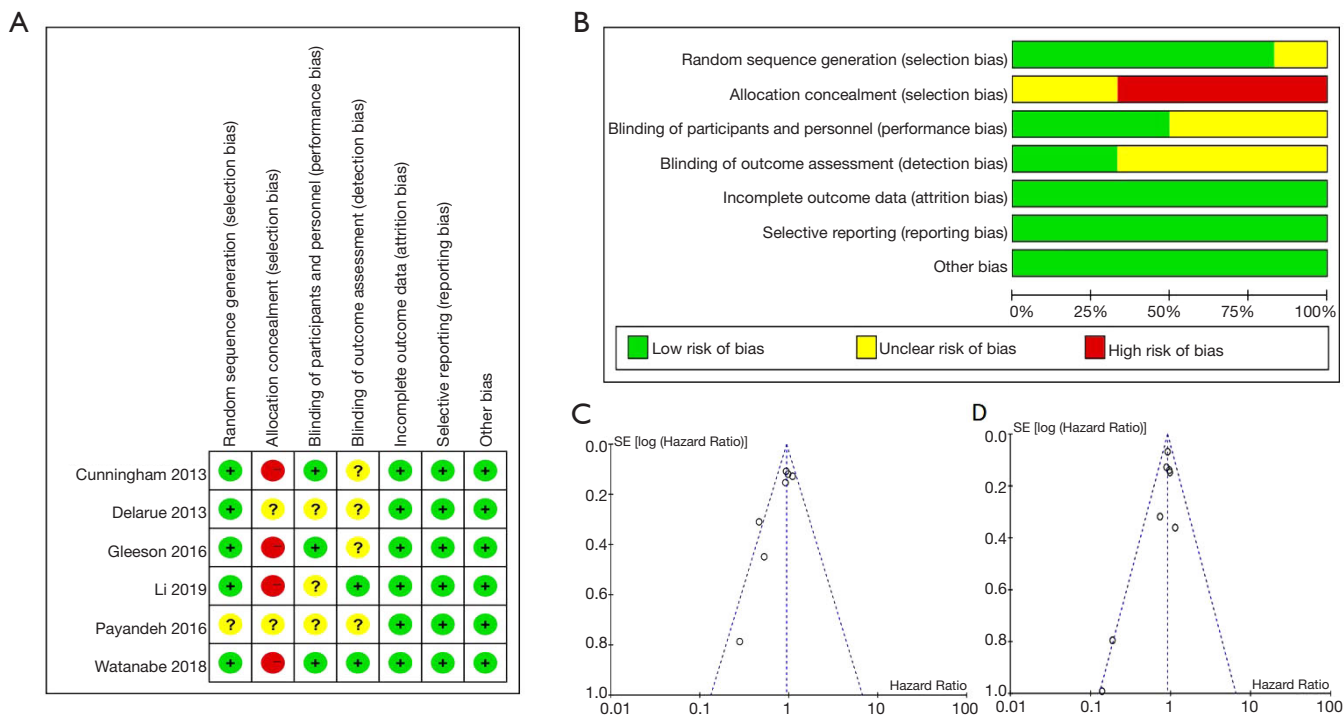 A
Random sequence generation (selection bias)
Allocation concealment (selection bias)
Blinding of participants and personnel (performance bias)
Blinding of outcome assessment (detection bias)
Incomplete outcome data (attrition bias)
Selective reporting (reporting bias)
Other bias
Cunningham 2013 + - + ? + + +
Delarue 2013 + ? ? ? + + +
Gleeson 2016 + - + ? + + +
Li 2019 + - ? + + + +
Payandeh 2016 ? ? ? ? + + +
Watanabe 2018 + - + + + + +
B
Random sequence generation (selection bias)
Allocation concealment (selection bias)
Blinding of participants and personnel (performance bias)
Blinding of outcome assessment (detection bias)
Incomplete outcome data (attrition bias)
Selective reporting (reporting bias)
Other bias
0% 25% 50% 75% 100%
Low risk of bias Unclear risk of bias High risk of bias
C
SE [log (Hazard Ratio)]
0.0
0.2
0.4
0.6
0.8
1.0
Hazard Ratio
0.01 0.1 1 10 100
D
SE [log (Hazard Ratio)]
0.0
0.2
0.4
0.6
0.8
1.0
Hazard Ratio
0.01 0.1 1 10 100